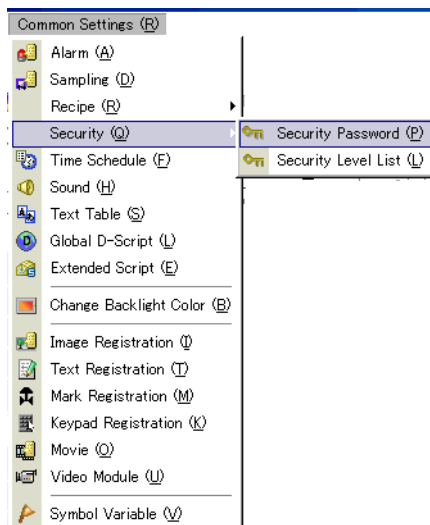 Common Settings (R)
Alarm (A)
Sampling (D)
Recipe (R)
Security (Q)
Security Password (P)
Security Level List (L)
Time Schedule (F)
Sound (H)
Text Table (S)
Global D-Script (L)
Extended Script (E)
Change Backlight Color (B)
Image Registration (I)
Text Registration (T)
Mark Registration (M)
Keypad Registration (K)
Movie (O)
Video Module (U)
Symbol Variable (V)